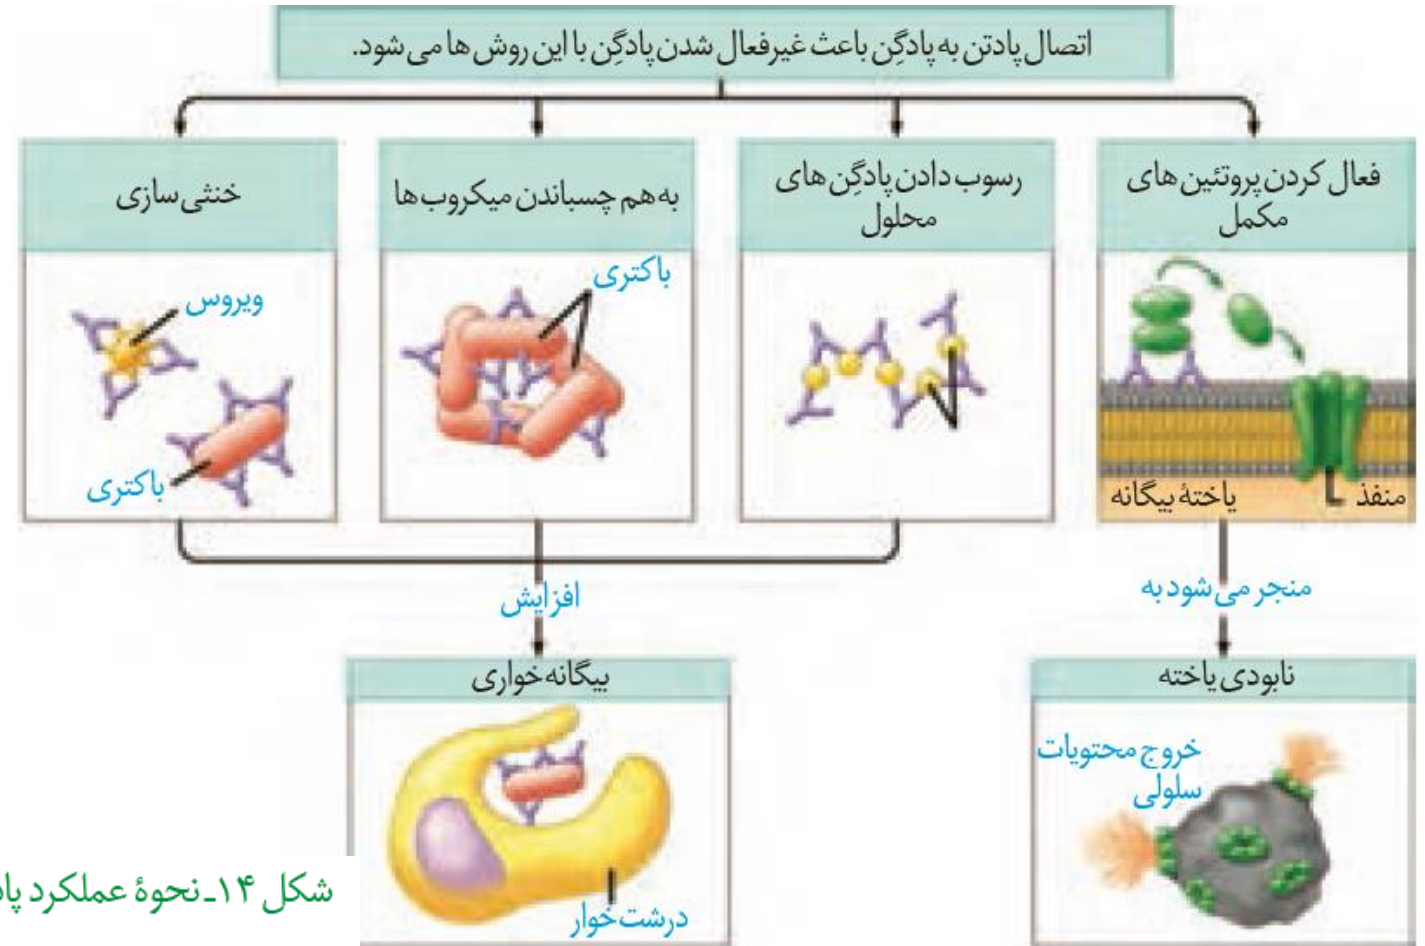 اتصال پادتن به پادگِن باعث غیرفعال شدن پادگِن با این روش ها می شود.
فعال کردن پروتئین های
مکمل
رسوب دادن پادگِن های
محلول
به هم چسباندن میکروب ها
خنثی سازی
یاختهٔ بیگانه
منفذ
باکتری
ویروس
باکتری
منجر می شود به
افزایش
نابودی یاخته
خروج محتویات
سلولی
بیگانه خواری
درشت خوار
شکل ۱۴ـ نحوهٔ عملکرد